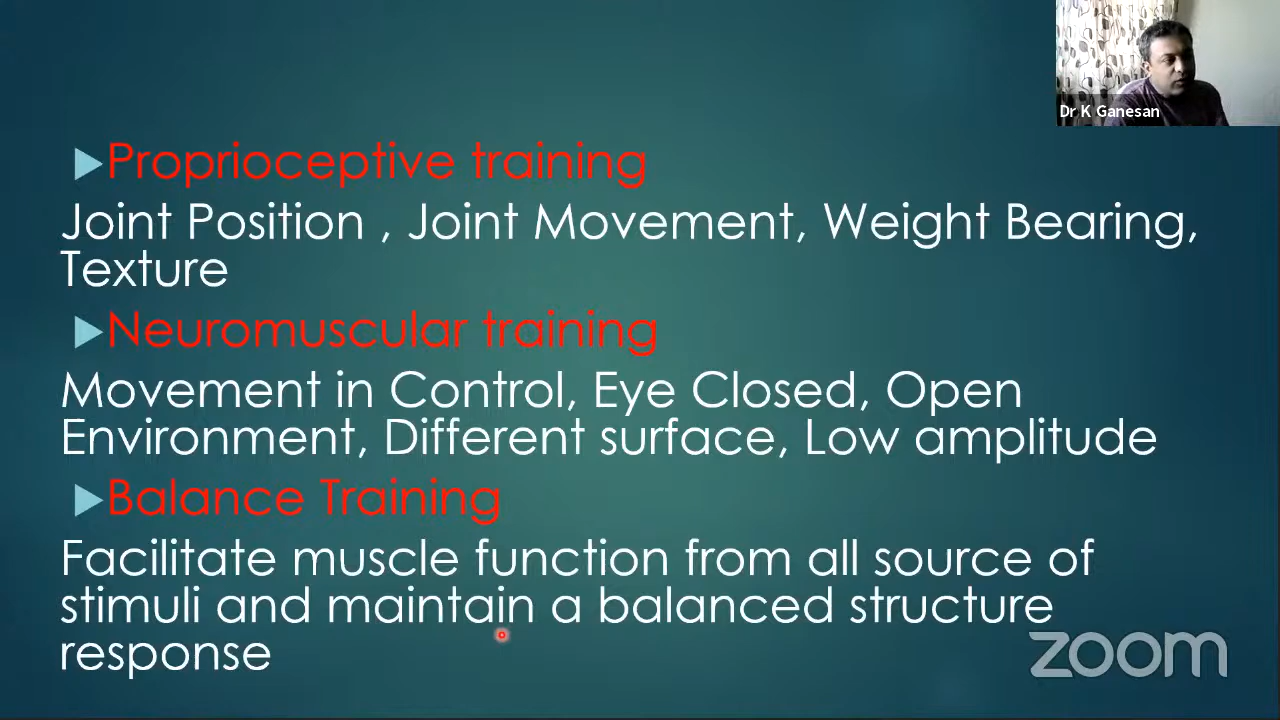 Dr K Ganesan
Proprioceptive training
Joint Position , Joint Movement, Weight Bearing,
Texture
Neuromuscular training
Movement in Control, Eye Closed, Open
Environment, Different surface, Low amplitude
Balance Training
Facilitate muscle function from all source of
stimuli and maintain a balanced structure
response
zoom